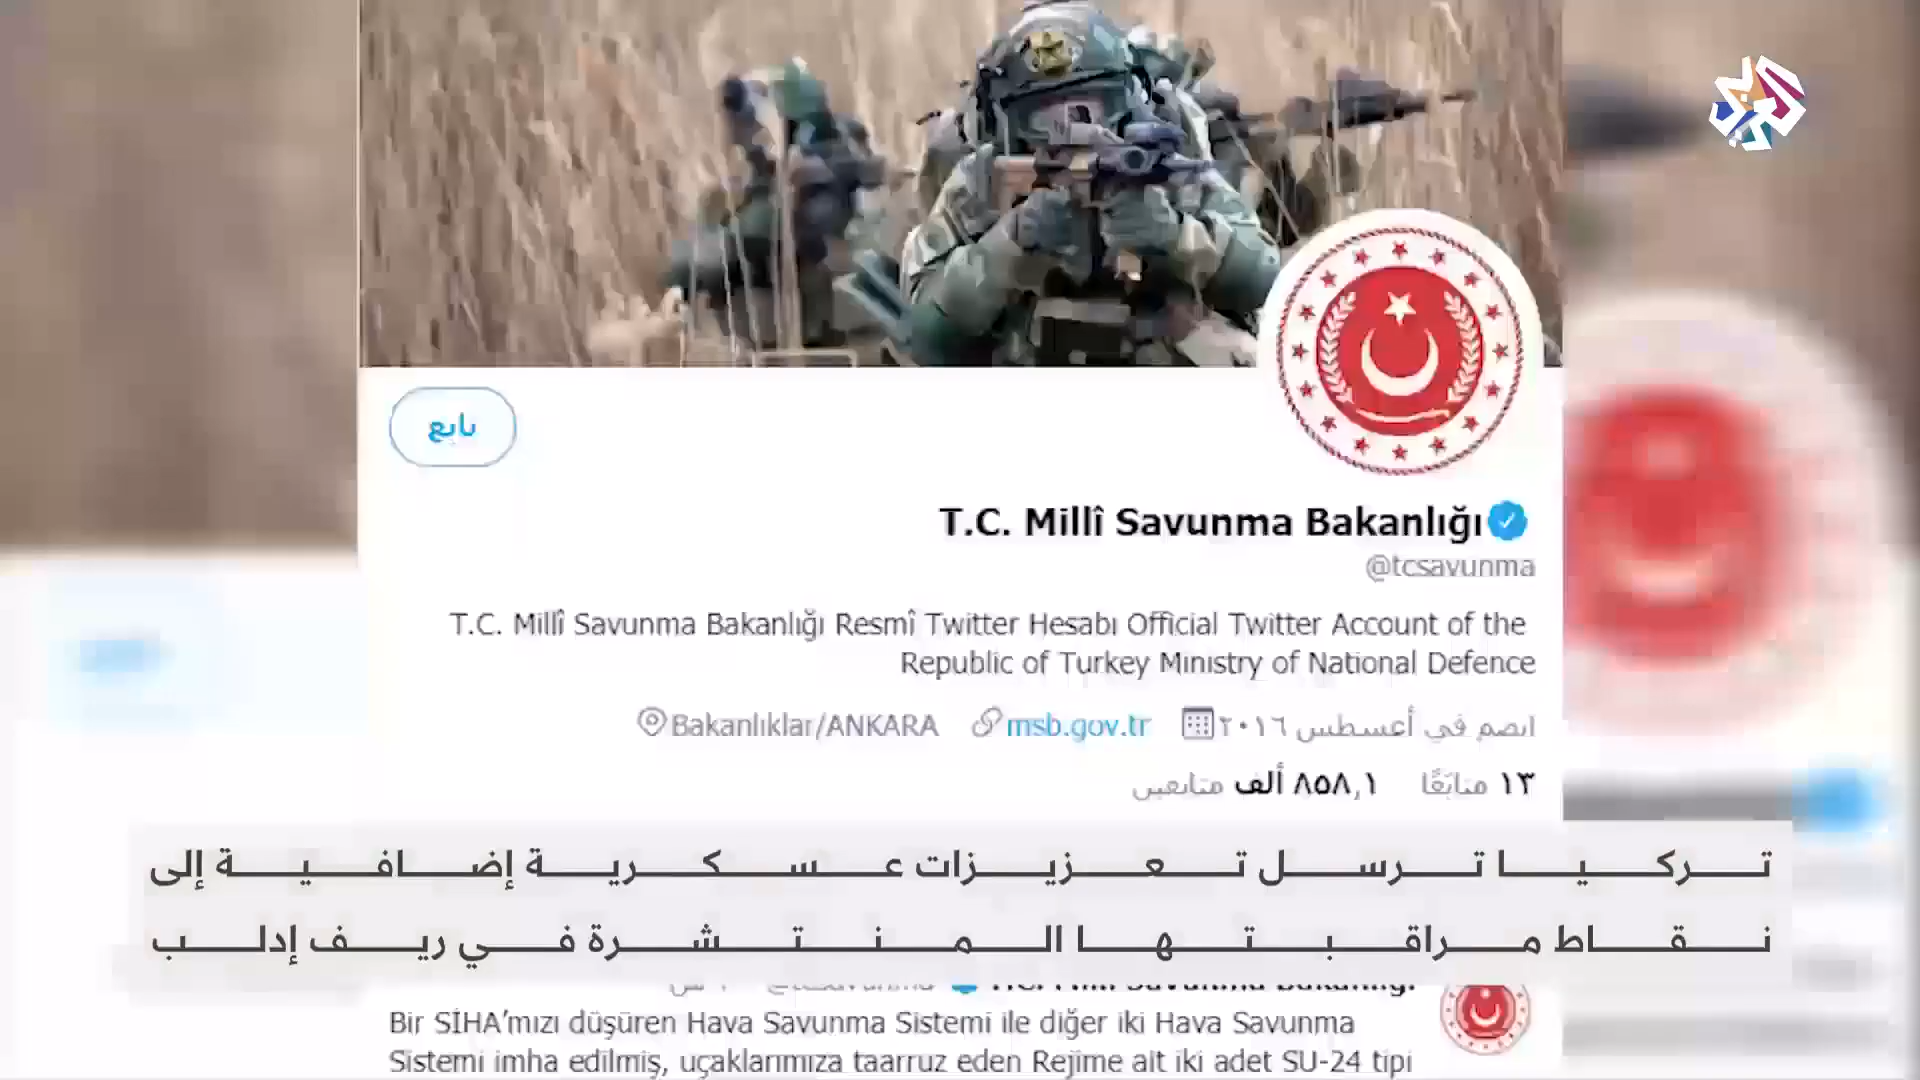 تابع
T.C. Millî Savunma Bakanlığı
@tcsavunma
T.C. Millî Savunma Bakanlığı Resmî Twitter Hesabı Official Twitter Account of the
Republic of Turkey Ministry of National Defence
انضم في أغسطس ٢٠١٦ msb.gov.tr Bakanlıklar/ANKARA
١٣ متابَعًا ٨٥٨,١ ألف متابعين
تركيا ترسل تعزيزات عسكرية إضافية إلى
نقاط مراقبتها المنتشرة في ريف إدلب
T.C. Millî Savunma Bakanlığı @tcsavunma
Bir SİHA’mızı düşüren Hava Savunma Sistemi ile diğer iki Hava Savunma
Sistemi imha edilmiş, uçaklarımıza taarruz eden Rejime ait iki adet SU-24 tipi